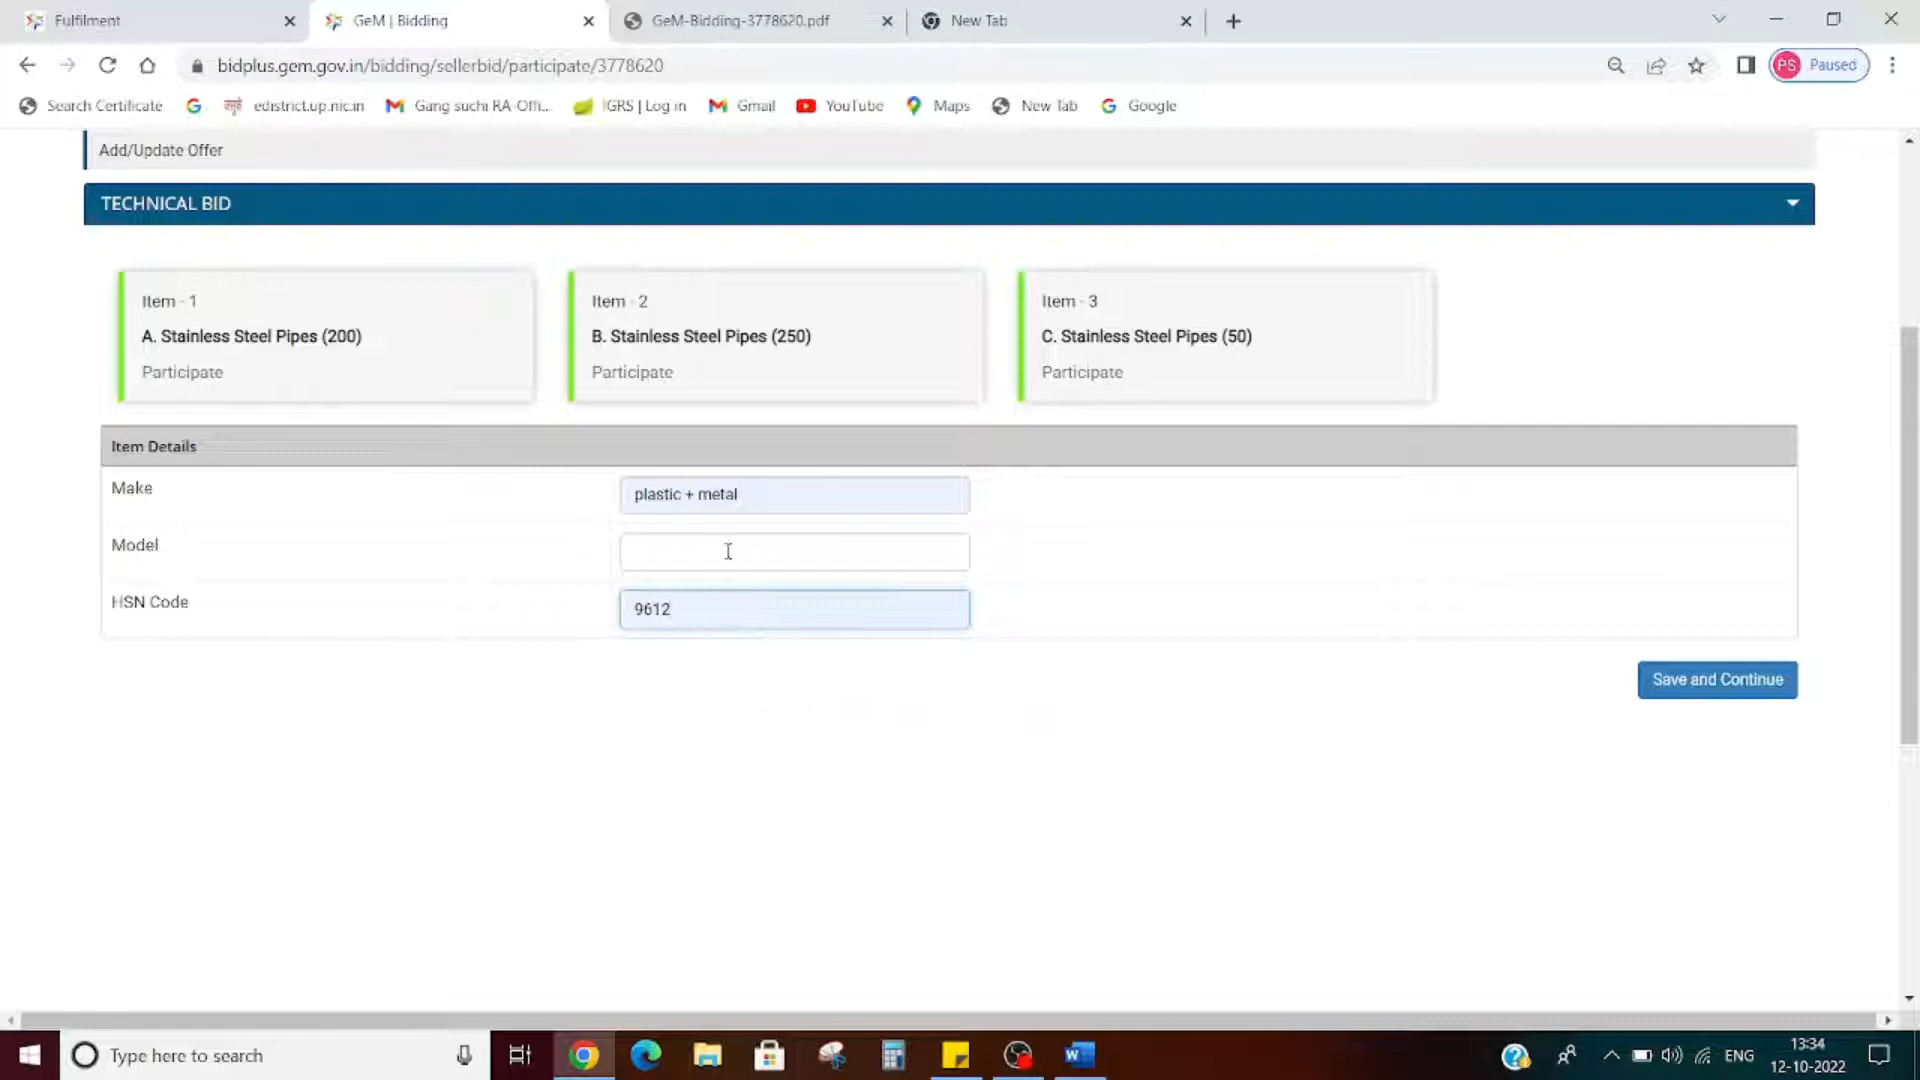 Fulfilment
GeM | Bidding
GeM-Bidding-3778620.pdf
New Tab
bidplus.gem.gov.in/bidding/sellerbid/participate/3778620
PS Paused
Search Certificate
edistrict.up.nic.in
Gang suchi RA-Offi...
IGRS | Log in
Gmail
YouTube
Maps
New Tab
Google
Add/Update Offer
TECHNICAL BID
Item - 1
A. Stainless Steel Pipes (200)
Participate
Item - 2
B. Stainless Steel Pipes (250)
Participate
Item - 3
C. Stainless Steel Pipes (50)
Participate
Item Details
Make
plastic + metal
Model
HSN Code
9612
Save and Continue
Type here to search
ENG
13:34
12-10-2022